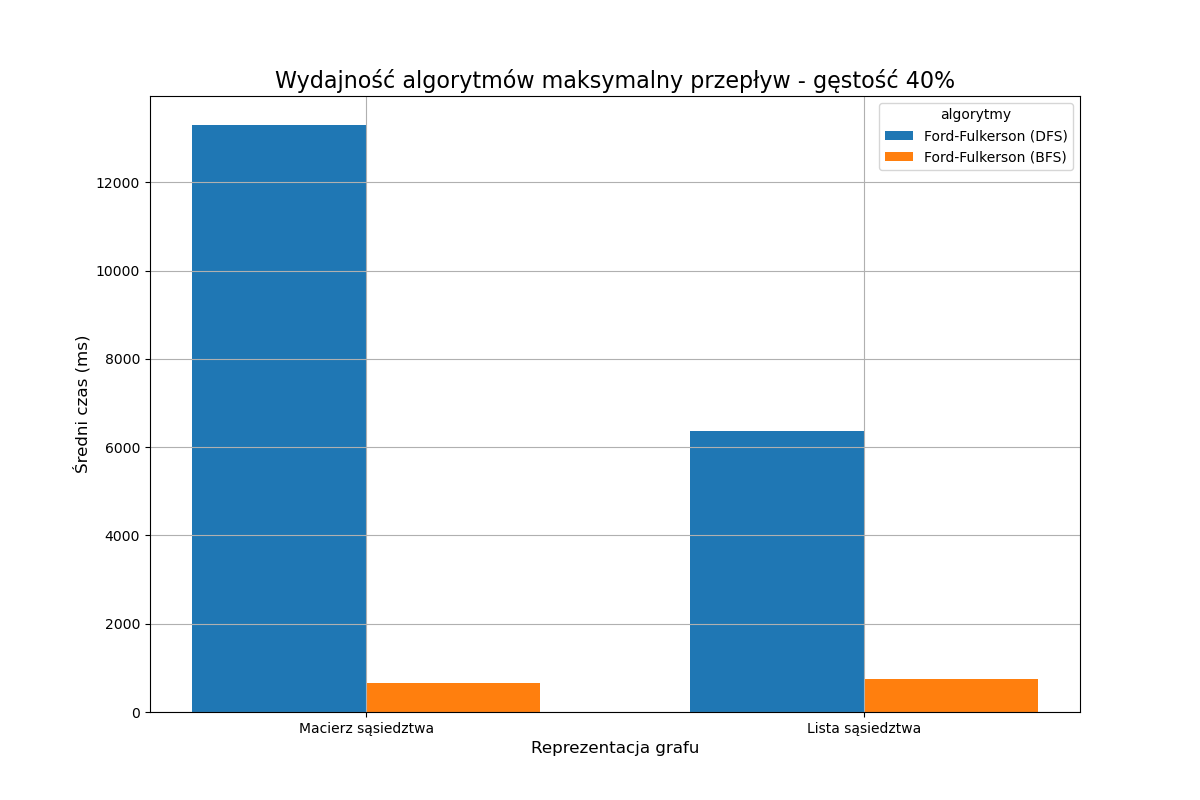 Wydajność algorytmów maksymalny przepływ - gęstość 40%
algorytmy
Ford-Fulkerson (DFS)
Ford-Fulkerson (BFS)
Średni czas (ms)
12000
10000
8000
6000
4000
2000
0
Macierz sąsiedztwa
Lista sąsiedztwa
Reprezentacja grafu